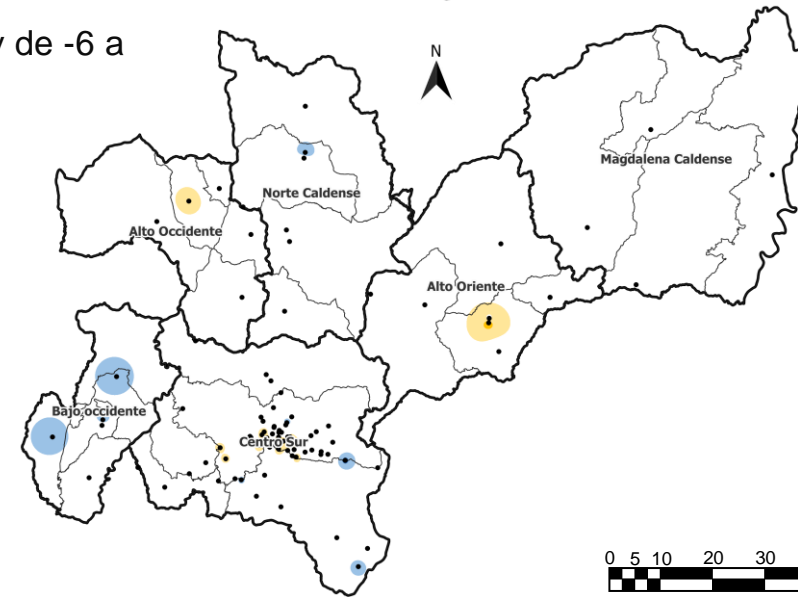 y de -6 a
N
Magdalena Caldense
Norte Caldense
Alto Occidente
Alto Oriente
Bajo occidente
Centro Sur
0 5 10 20 30